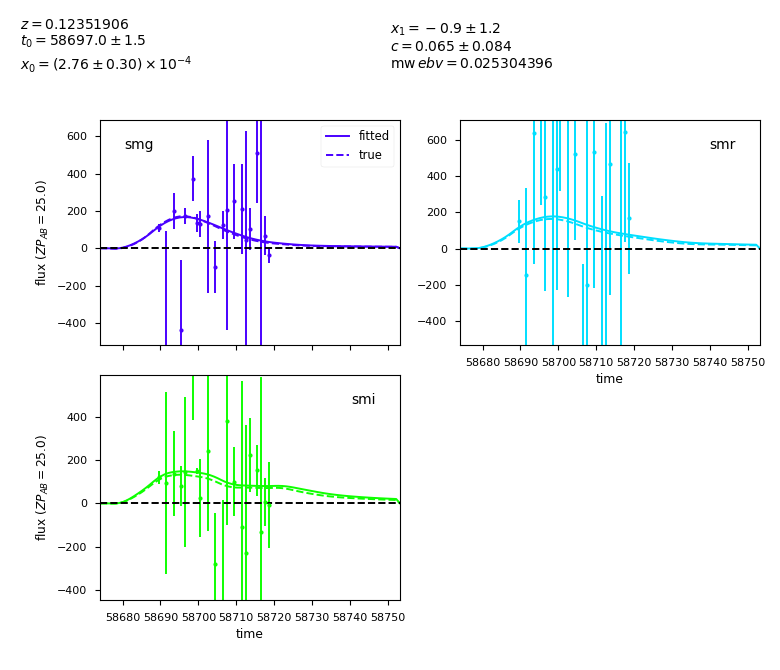 z = 0.12351906
t₀ = 58697.0 ± 1.5
x₀ = (2.76 ± 0.30) × 10⁻⁴
x₁ = −0.9 ± 1.2
c = 0.065 ± 0.084
mw ebv = 0.025304396
smg
fitted
true
600
400
200
0
−200
−400
flux (ZP_AB = 25.0)
smr
600
400
200
0
−200
−400
58680 58690 58700 58710 58720 58730 58740 58750
time
smi
400
200
0
−200
−400
flux (ZP_AB = 25.0)
58680 58690 58700 58710 58720 58730 58740 58750
time